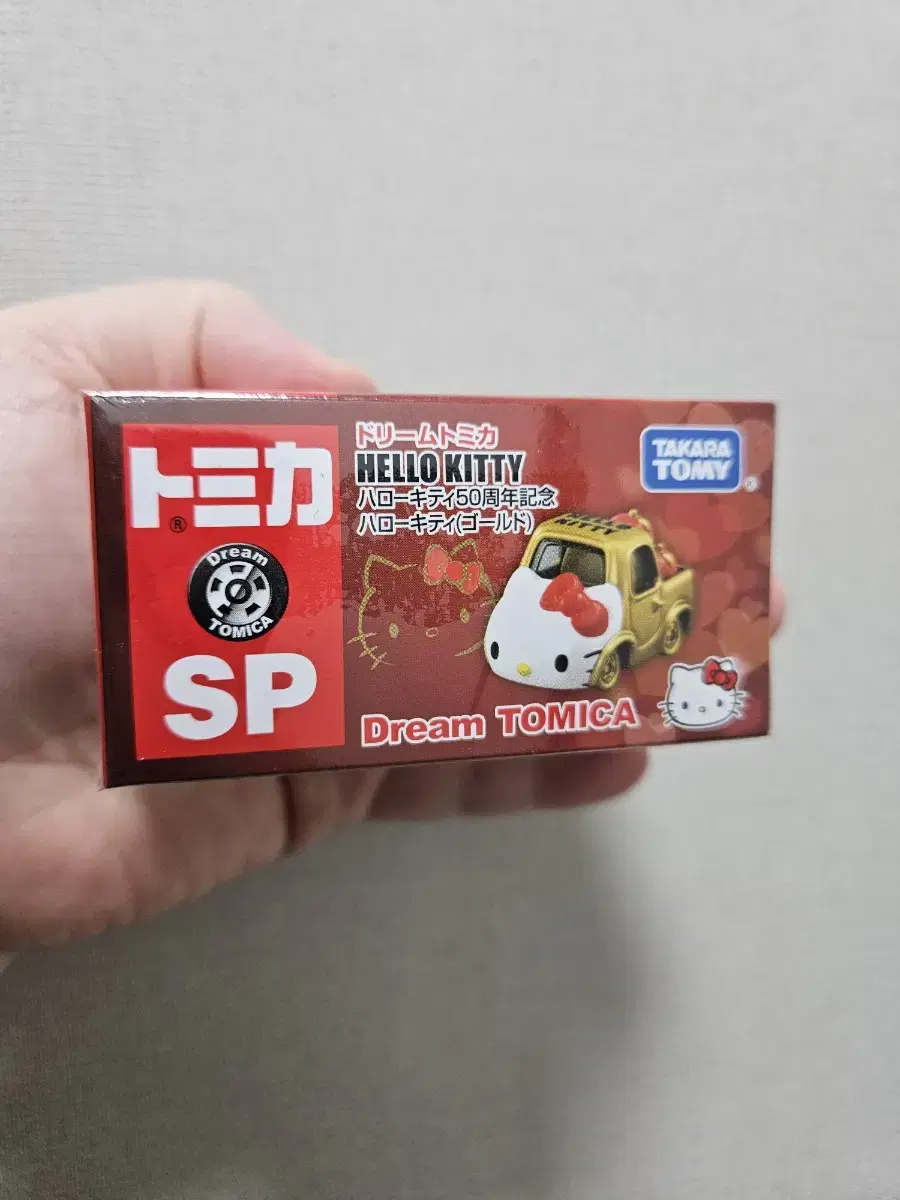 トミカ
®
Dream
TOMICA
SP
ドリームトミカ
HELLO KITTY
ハローキティ50周年記念
ハローキティ(ゴールド)
TAKARA
TOMY
Dream TOMICA